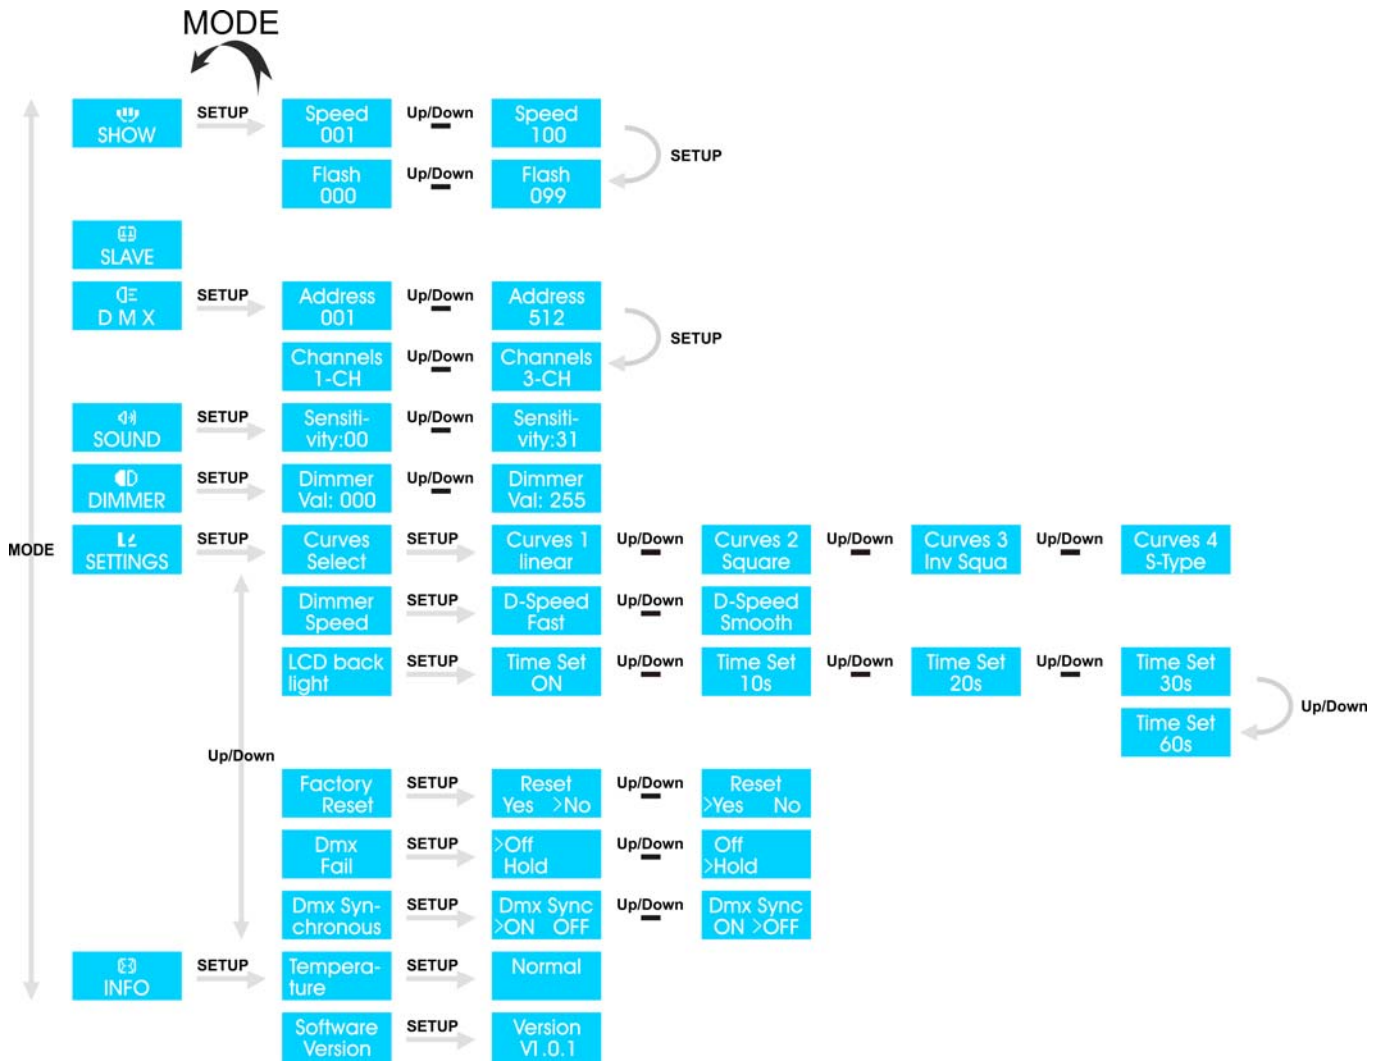 MODE
SHOW
SETUP
Speed
001
Up/Down
Speed
100
SETUP
Flash
000
Up/Down
Flash
099
SLAVE
D M X
SETUP
Address
001
Up/Down
Address
512
SETUP
Channels
1-CH
Up/Down
Channels
3-CH
SOUND
SETUP
Sensiti-
vity:00
Up/Down
Sensiti-
vity:31
DIMMER
SETUP
Dimmer
Val: 000
Up/Down
Dimmer
Val: 255
MODE
SETTINGS
SETUP
Curves
Select
SETUP
Curves 1
linear
Up/Down
Curves 2
Square
Up/Down
Curves 3
Inv Squa
Up/Down
Curves 4
S-Type
Dimmer
Speed
SETUP
D-Speed
Fast
Up/Down
D-Speed
Smooth
LCD back
light
SETUP
Time Set
ON
Up/Down
Time Set
10s
Up/Down
Time Set
20s
Up/Down
Time Set
30s
Up/Down
Time Set
60s
Up/Down
Factory
Reset
SETUP
Reset
Yes >No
Up/Down
Reset
>Yes No
Dmx
Fail
SETUP
>Off
Hold
Up/Down
Off
>Hold
Dmx Syn-
chronous
SETUP
Dmx Sync
>ON OFF
Up/Down
Dmx Sync
ON >OFF
INFO
SETUP
Tempera-
ture
SETUP
Normal
Software
Version
SETUP
Version
V1.0.1